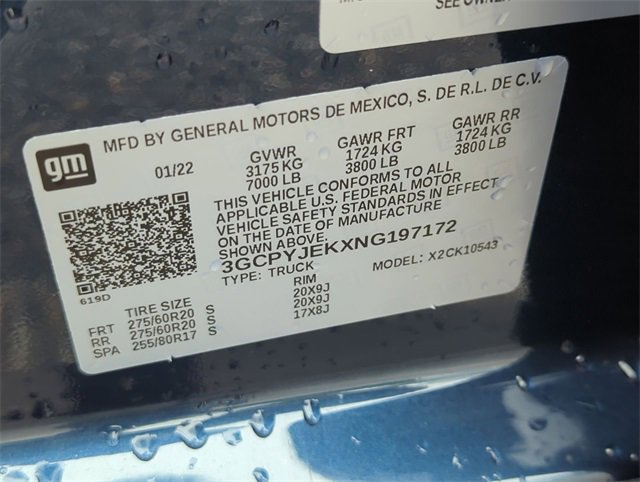 SEE OWNER
MFD BY GENERAL MOTORS DE MEXICO, S. DE R.L. DE C.V.
gm
01/22
GVWR GAWR FRT GAWR RR
3175 KG 1724 KG 1724 KG
7000 LB 3800 LB 3800 LB
THIS VEHICLE CONFORMS TO ALL
APPLICABLE U.S. FEDERAL MOTOR
VEHICLE SAFETY STANDARDS IN EFFECT
ON THE DATE OF MANUFACTURE
SHOWN ABOVE.
3GCPYJEKXNG197172
TYPE: TRUCK MODEL: X2CK10543
619D
TIRE SIZE RIM
FRT 275/60R20 S 20X9J
RR 275/60R20 S 20X9J
SPA 255/80R17 S 17X8J